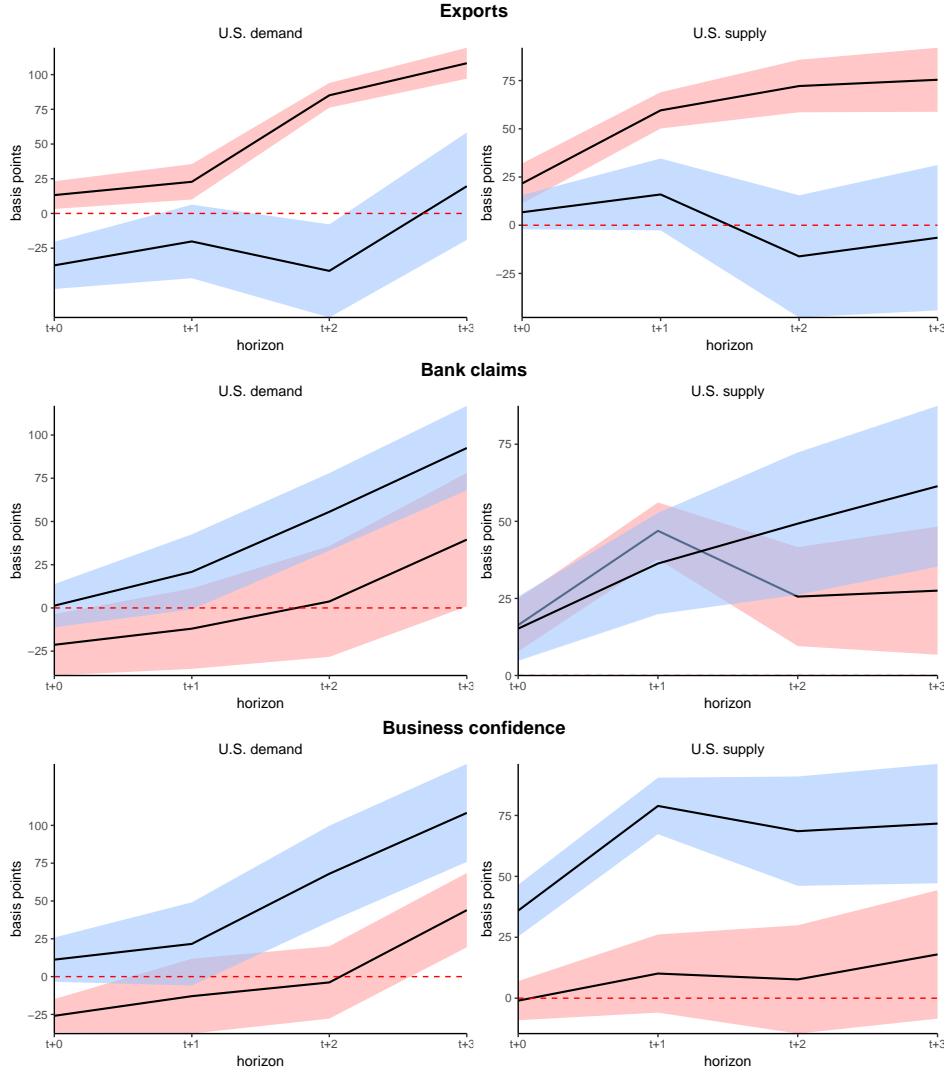 Exports
U.S. demand
U.S. supply
basis points
100
75
50
25
0
−25
t+0
t+1
t+2
t+3
horizon
basis points
75
50
25
0
−25
t+0
t+1
t+2
t+3
horizon
Bank claims
U.S. demand
U.S. supply
basis points
100
75
50
25
0
−25
t+0
t+1
t+2
t+3
horizon
basis points
75
50
25
0
t+0
t+1
t+2
t+3
horizon
Business confidence
U.S. demand
U.S. supply
basis points
100
75
50
25
0
−25
t+0
t+1
t+2
t+3
horizon
basis points
75
50
25
0
t+0
t+1
t+2
t+3
horizon